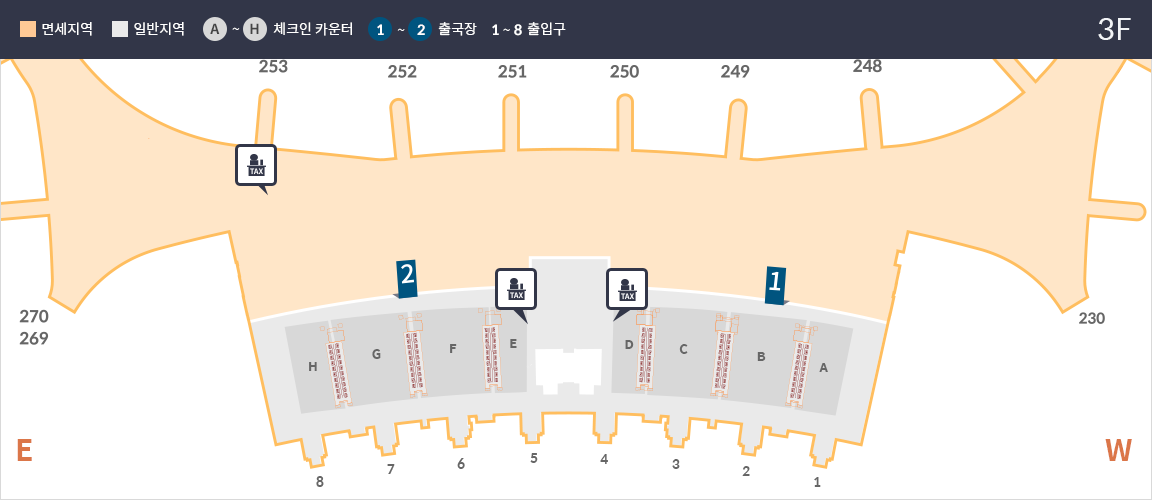 면세지역 일반지역 A ~ H 체크인 카운터 1 ~ 2 출국장 1 ~ 8 출입구 3F
253 252 251 250 249 248
TAX
2 TAX TAX 1
270 230
269
H G F E D C B A
E W
8 7 6 5 4 3 2 1